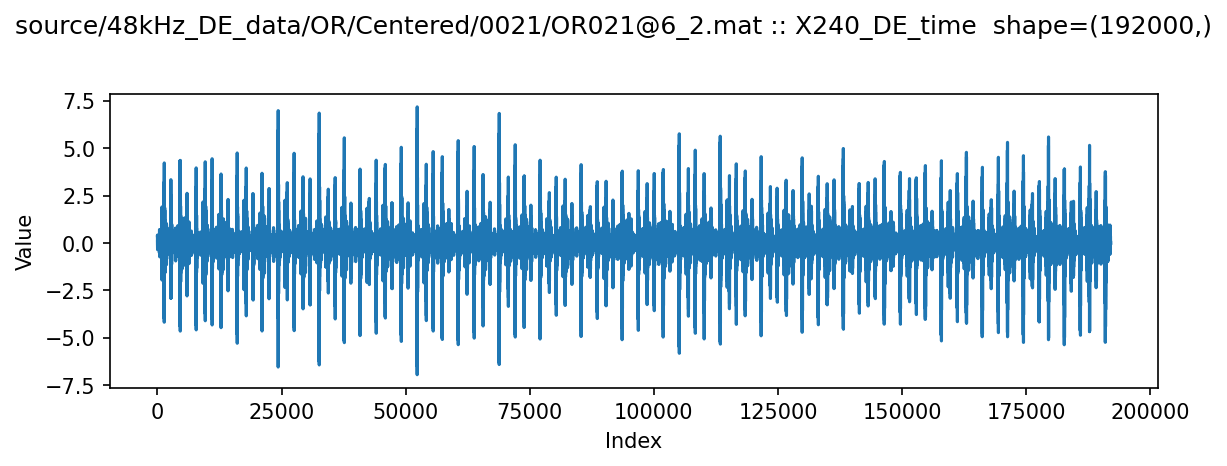 source/48kHz_DE_data/OR/Centered/0021/OR021@6_2.mat :: X240_DE_time  shape=(192000,)
7.5
5.0
2.5
0.0
−2.5
−5.0
−7.5
Value
0 25000 50000 75000 100000 125000 150000 175000 200000
Index